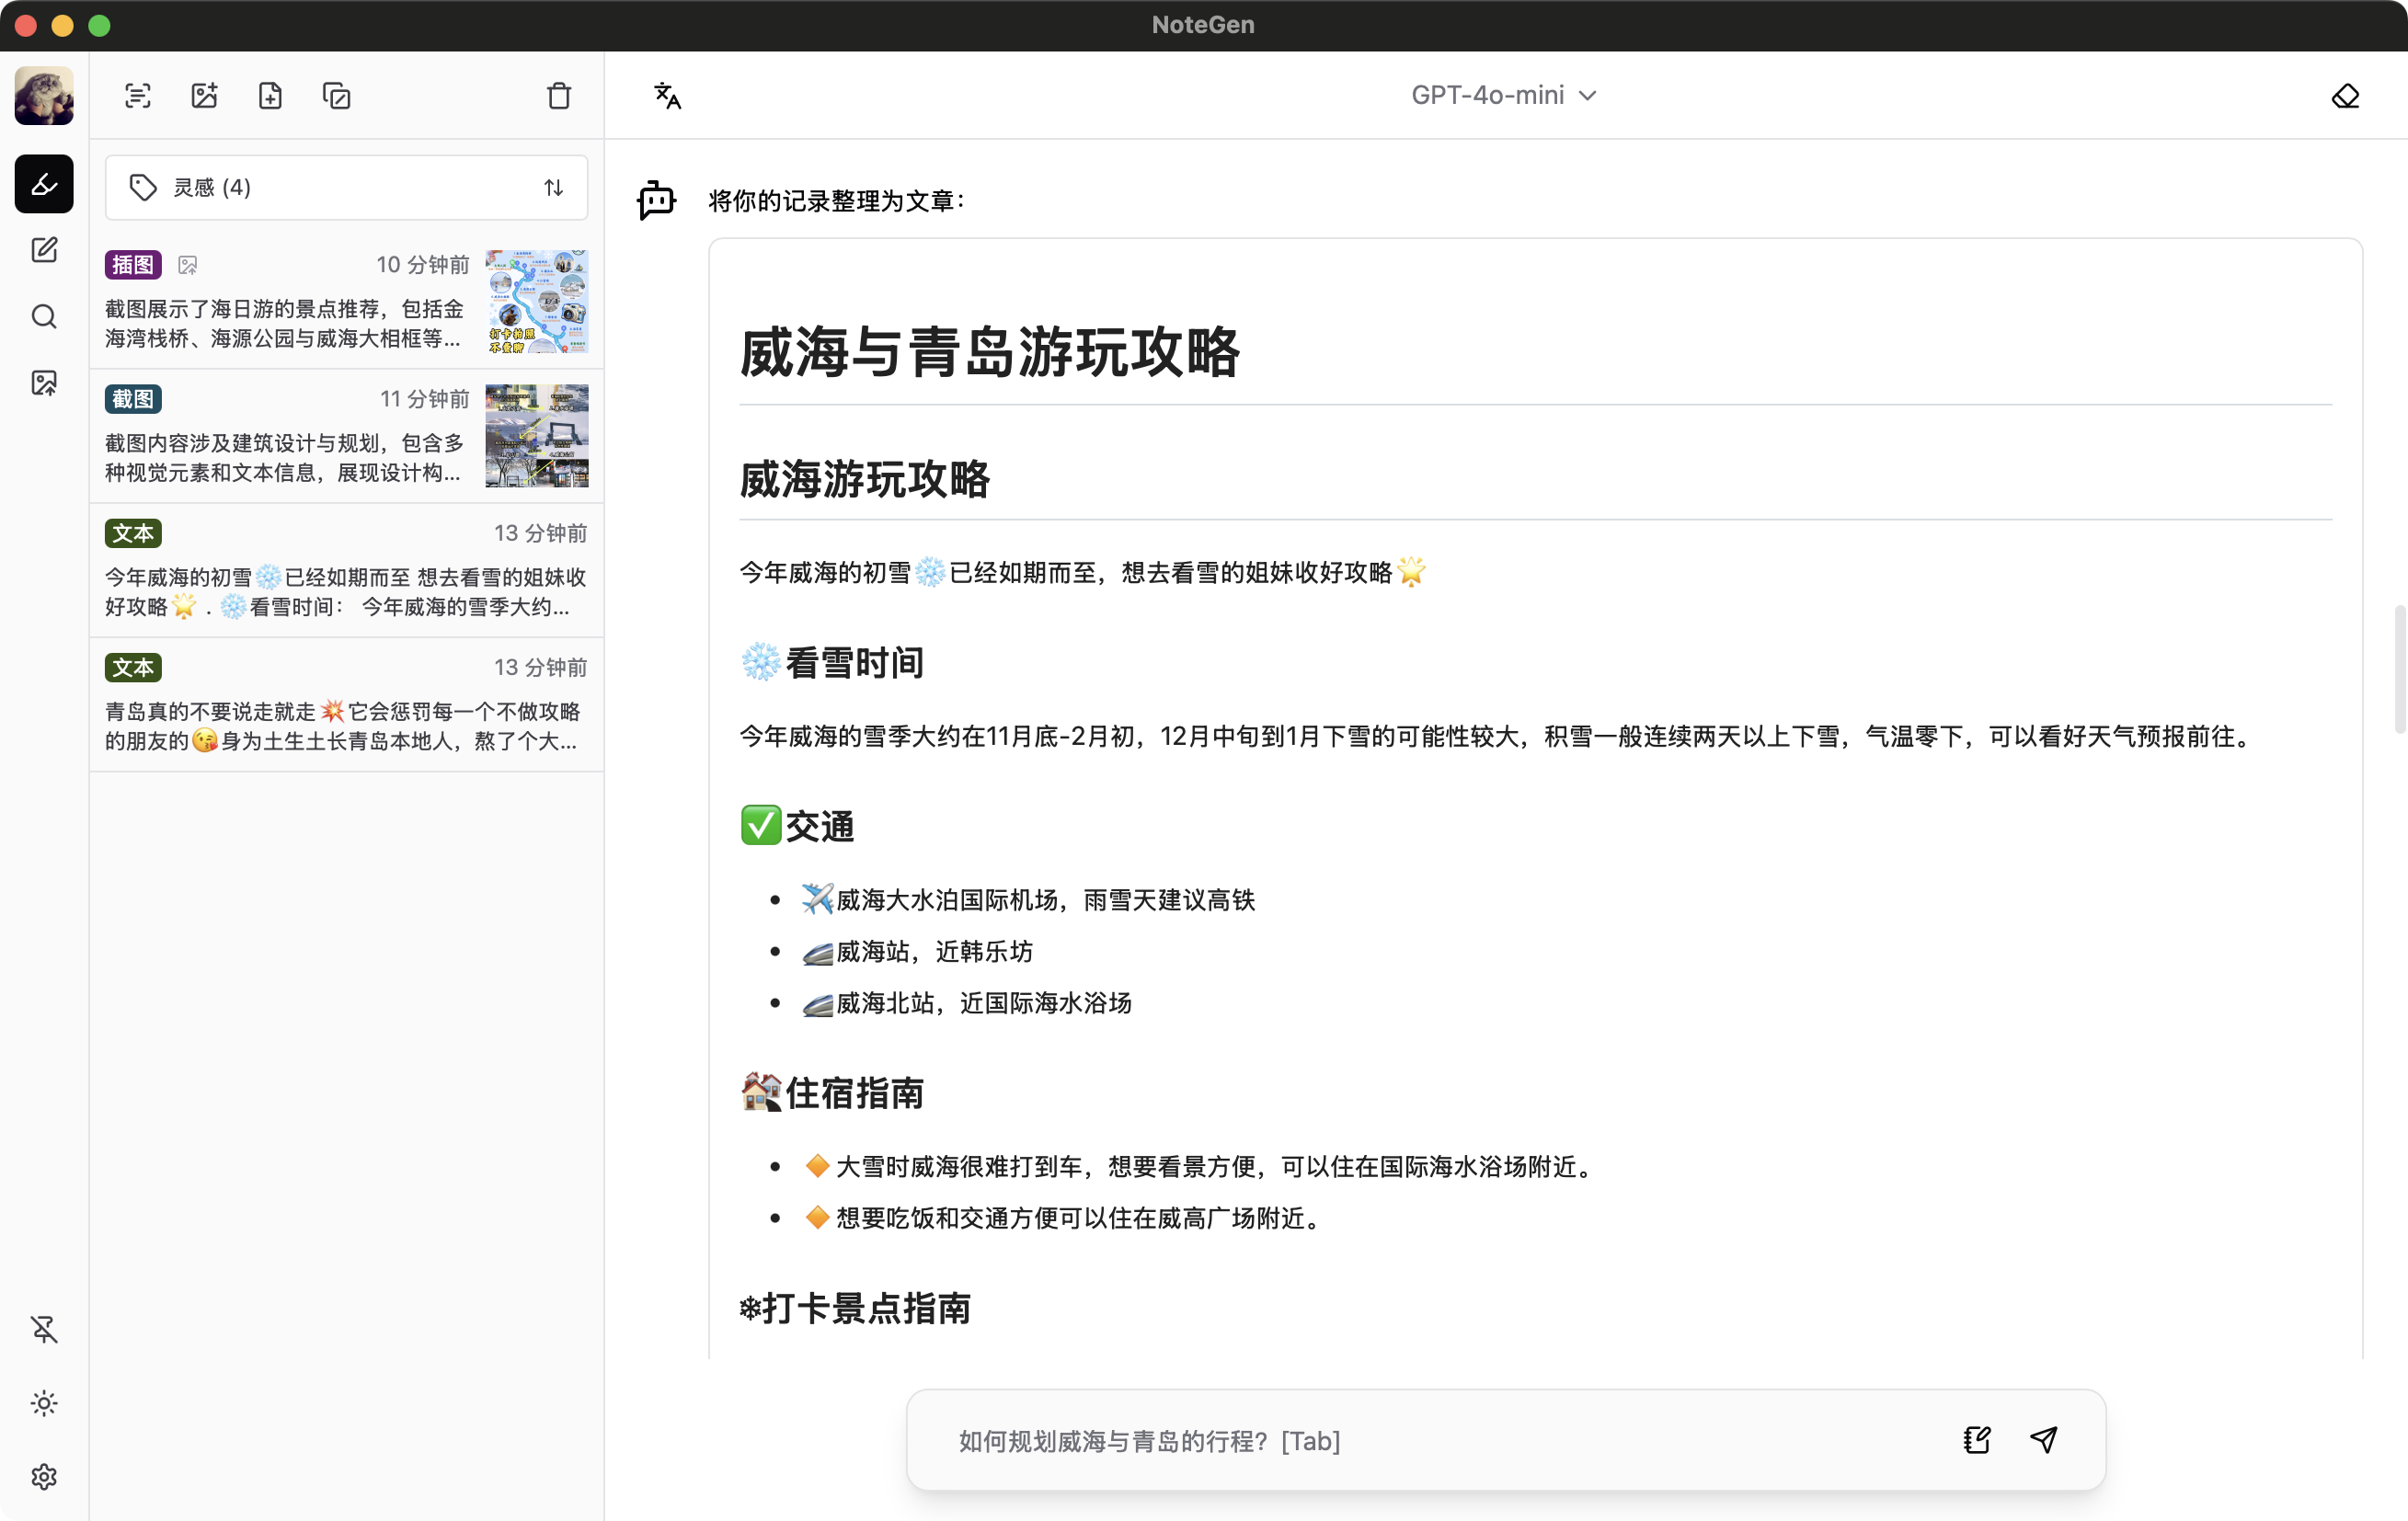 NoteGen
GPT-4o-mini
灵感 (4)
插图
10 分钟前
截图展示了海日游的景点推荐，包括金
海湾栈桥、海源公园与威海大相框等...
打卡拍照
不重聊
截图
11 分钟前
截图内容涉及建筑设计与规划，包含多
种视觉元素和文本信息，展现设计构...
文本
13 分钟前
今年威海的初雪❄️已经如期而至 想去看雪的姐妹收
好攻略🌟 . ❄️看雪时间： 今年威海的雪季大约...
文本
13 分钟前
青岛真的不要说走就走💥它会惩罚每一个不做攻略
的朋友的😘身为土生土长青岛本地人，熬了个大...
将你的记录整理为文章：
威海与青岛游玩攻略
威海游玩攻略
今年威海的初雪❄️已经如期而至，想去看雪的姐妹收好攻略🌟
❄️看雪时间
今年威海的雪季大约在11月底-2月初，12月中旬到1月下雪的可能性较大，积雪一般连续两天以上下雪，气温零下，可以看好天气预报前往。
✅交通
• ✈️威海大水泊国际机场，雨雪天建议高铁
• 🚄威海站，近韩乐坊
• 🚄威海北站，近国际海水浴场
🏘️住宿指南
• 🔶大雪时威海很难打到车，想要看景方便，可以住在国际海水浴场附近。
• 🔶想要吃饭和交通方便可以住在威高广场附近。
❄打卡景点指南
如何规划威海与青岛的行程？[Tab]